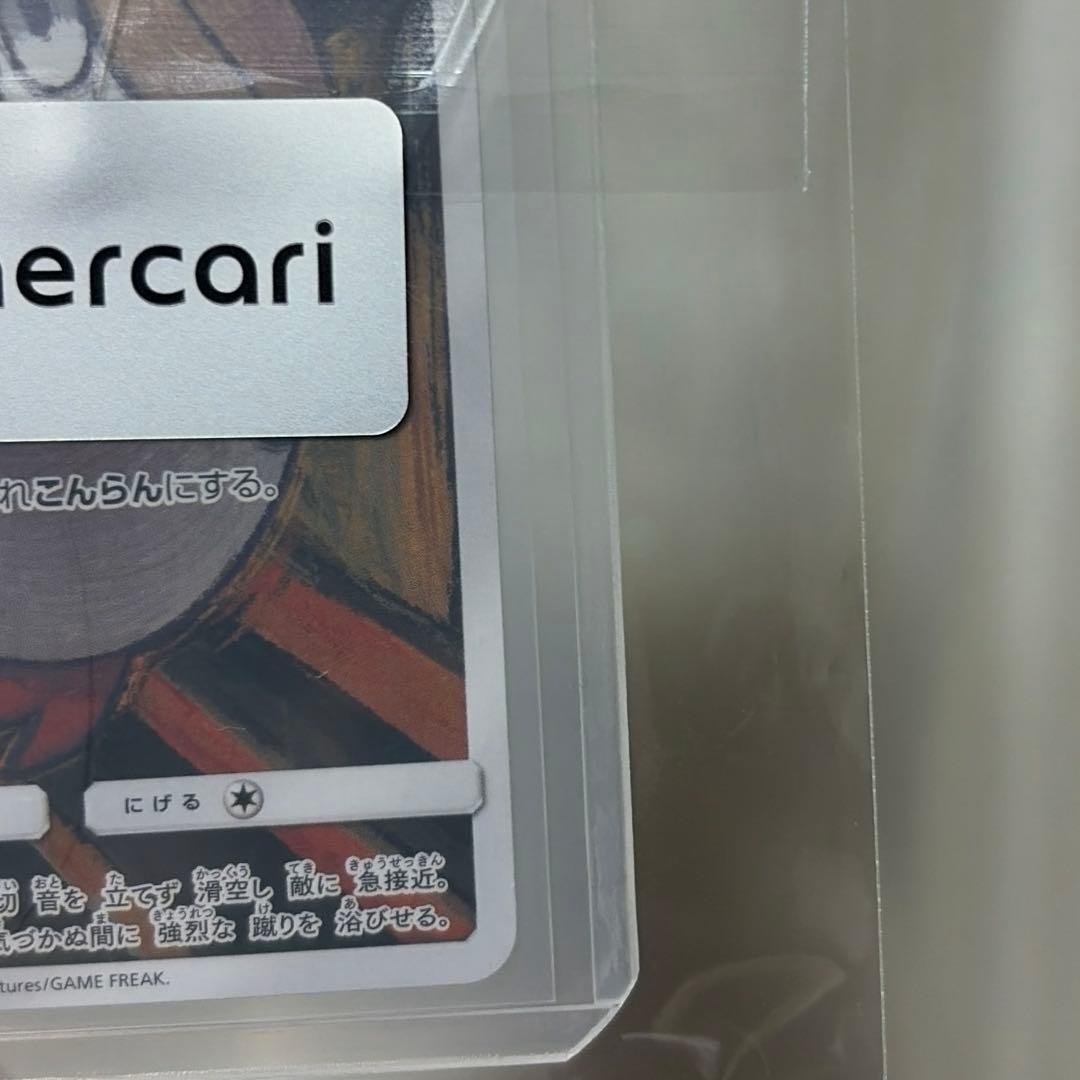 ercari
れこんらんにする。
にげる
切音を立てず滑空し敵に急接近。
気づかぬ間に強烈な蹴りを浴びせる。
tures/GAME FREAK.